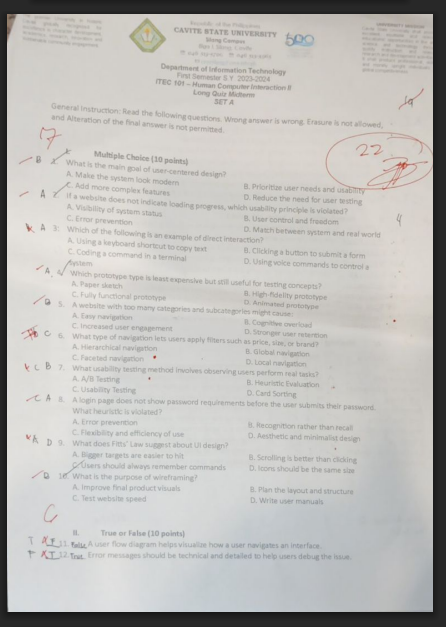 Republic of the Philippines
CAVITE STATE UNIVERSITY
Silang Campus
Department of Information Technology
First Semester S.Y. 2023-2024
ITEC 101 – Human Computer Interaction II
Long Quiz Midterm
SET A
General Instruction: Read the following questions. Wrong answer is wrong. Erasure is not allowed,
and Alteration of the final answer is not permitted.
17
22
Multiple Choice (10 points)
B 1. What is the main goal of user-centered design?
A. Make the system look modern
B. Prioritize user needs and usability
C. Add more complex features
D. Reduce the need for user testing
A 2. If a website does not indicate loading progress, which usability principle is violated?
A. Visibility of system status
B. User control and freedom
C. Error prevention
D. Match between system and real world
A 3. Which of the following is an example of direct interaction?
A. Using a keyboard shortcut to copy text
B. Clicking a button to submit a form
C. Coding a command in a terminal
D. Using voice commands to control a
system
A 4. Which prototype type is least expensive but still useful for testing concepts?
A. Paper sketch
B. High-fidelity prototype
C. Fully functional prototype
D. Animated prototype
B 5. A website with too many categories and subcategories might cause:
A. Easy navigation
B. Cognitive overload
C. Increased user engagement
D. Stronger user retention
C 6. What type of navigation lets users apply filters such as price, size, or brand?
A. Hierarchical navigation
B. Global navigation
C. Faceted navigation
D. Local navigation
C B 7. What usability testing method involves observing users perform real tasks?
A. A/B Testing
B. Heuristic Evaluation
C. Usability Testing
D. Card Sorting
A 8. A login page does not show password requirements before the user submits their password.
What heuristic is violated?
A. Error prevention
B. Recognition rather than recall
C. Flexibility and efficiency of use
D. Aesthetic and minimalist design
A D 9. What does Fitts' Law suggest about UI design?
A. Bigger targets are easier to hit
B. Scrolling is better than clicking
C. Users should always remember commands
D. Icons should be the same size
10. What is the purpose of wireframing?
A. Improve final product visuals
B. Plan the layout and structure
C. Test website speed
D. Write user manuals
II. True or False (10 points)
T 11. False A user flow diagram helps visualize how a user navigates an interface.
12. True Error messages should be technical and detailed to help users debug the issue.